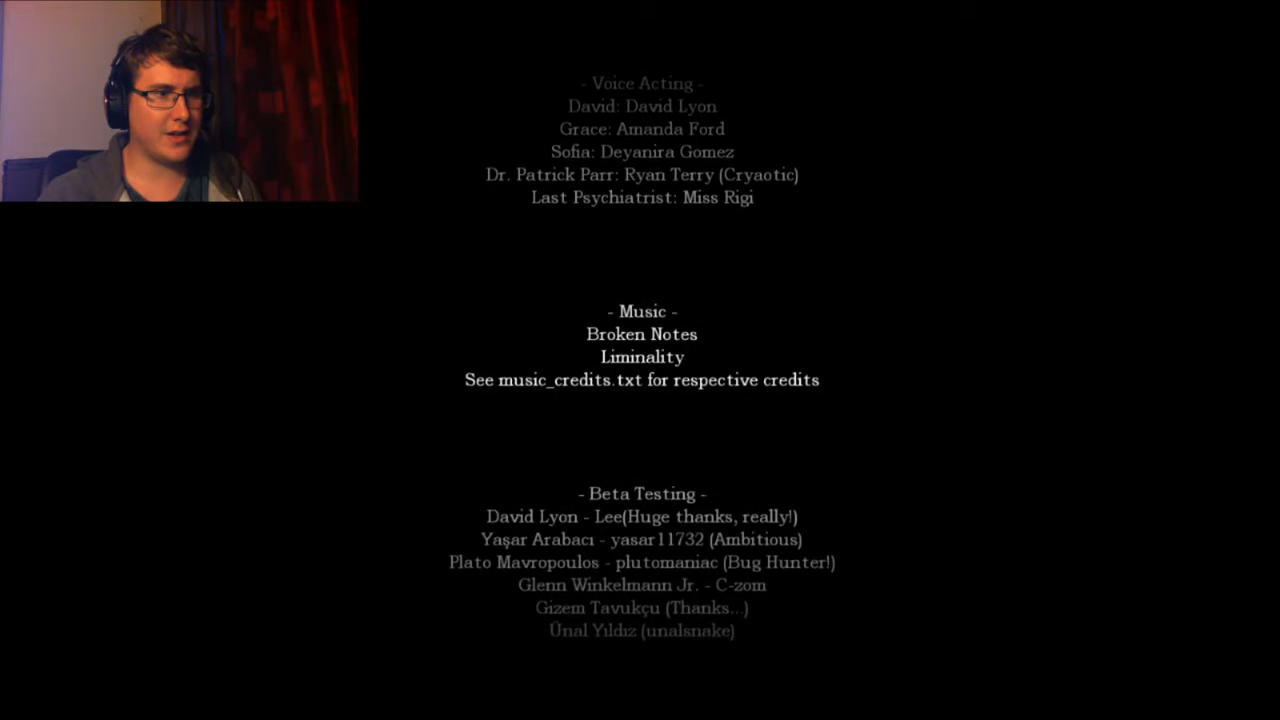 - Voice Acting -
David: David Lyon
Grace: Amanda Ford
Sofia: Deyanira Gomez
Dr. Patrick Parr: Ryan Terry (Cryaotic)
Last Psychiatrist: Miss Rigi
- Music -
Broken Notes
Liminality
See music_credits.txt for respective credits
- Beta Testing -
David Lyon - Lee(Huge thanks, really!)
Yaşar Arabacı - yasar11732 (Ambitious)
Plato Mavropoulos - plutomaniac (Bug Hunter!)
Glenn Winkelmann Jr. - C-zom
Gizem Tavukçu (Thanks...)
Ünal Yıldız (unalsnake)